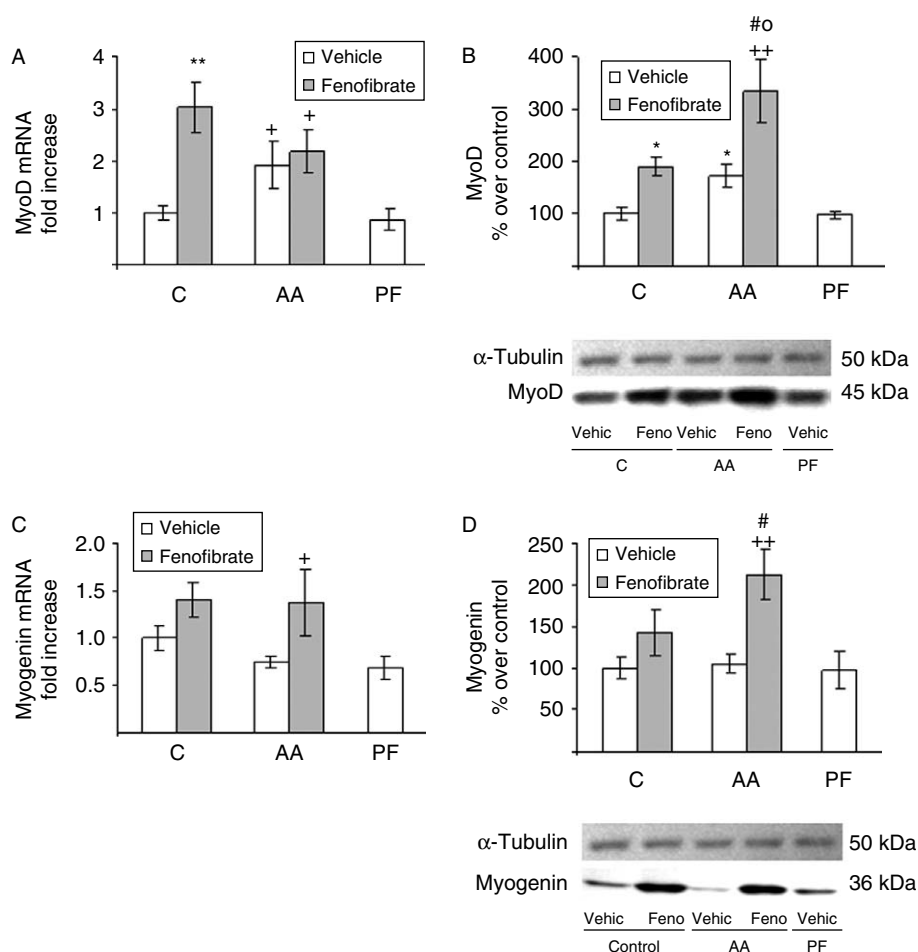 A
MyoD mRNA
fold increase
4
3
2
1
**
+
+
Vehicle
Fenofibrate
C AA PF
B
MyoD
% over control
400
300
200
100
Vehicle
Fenofibrate
*
*
#o
++
C AA PF
α-Tubulin 50 kDa
MyoD 45 kDa
Vehic Feno Vehic Feno Vehic
C AA PF
C
Myogenin mRNA
fold increase
2.0
1.5
1.0
0.5
Vehicle
Fenofibrate
+
C AA PF
D
Myogenin
% over control
250
200
150
100
50
Vehicle
Fenofibrate
#
++
C AA PF
α-Tubulin 50 kDa
Myogenin 36 kDa
Vehic Feno Vehic Feno Vehic
Control AA PF